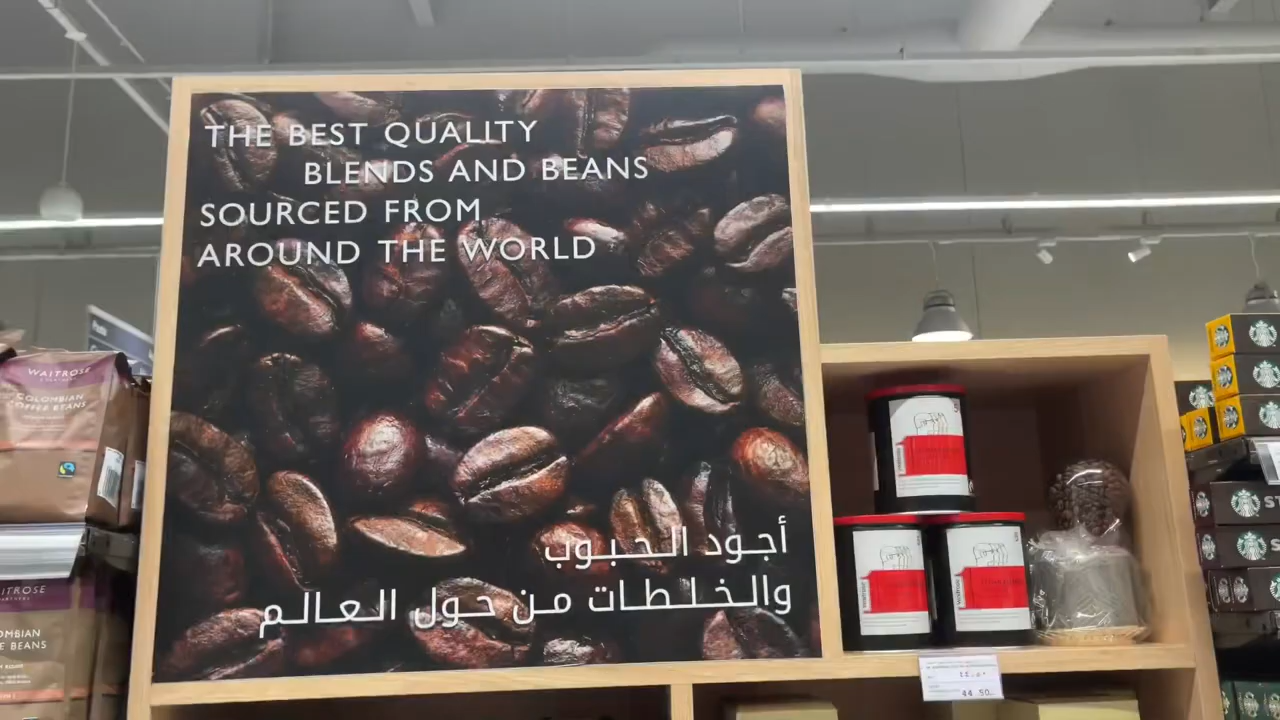 THE BEST QUALITY
BLENDS AND BEANS
SOURCED FROM
AROUND THE WORLD
أجود الحبوب
والخلطات من حول العالم
WAITROSE
COLOMBIAN
COFFEE BEANS
WAITROSE
OMBIAN
E BEANS
44.50